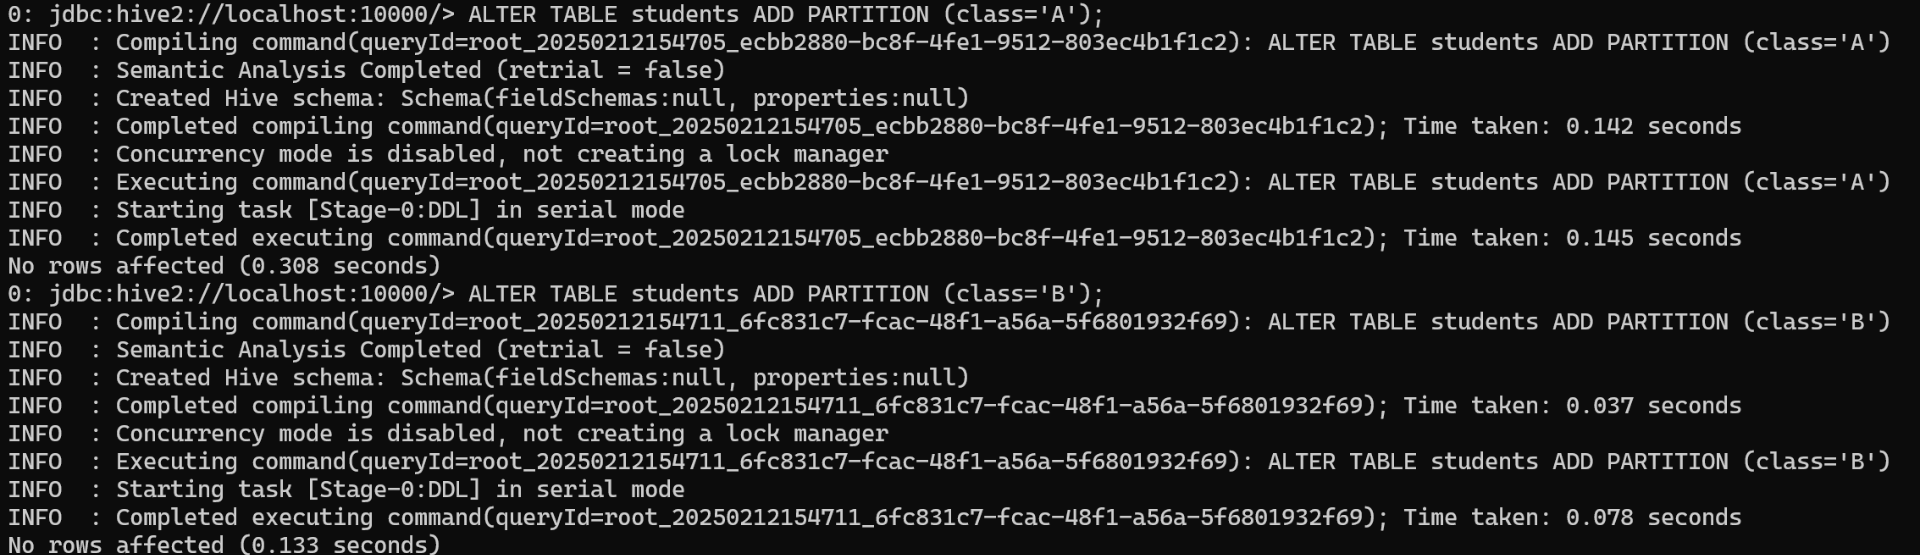 0: jdbc:hive2://localhost:10000/> ALTER TABLE students ADD PARTITION (class='A');
INFO  : Compiling command(queryId=root_20250212154705_ecbb2880-bc8f-4fe1-9512-803ec4b1f1c2): ALTER TABLE students ADD PARTITION (class='A')
INFO  : Semantic Analysis Completed (retrial = false)
INFO  : Created Hive schema: Schema(fieldSchemas:null, properties:null)
INFO  : Completed compiling command(queryId=root_20250212154705_ecbb2880-bc8f-4fe1-9512-803ec4b1f1c2); Time taken: 0.142 seconds
INFO  : Concurrency mode is disabled, not creating a lock manager
INFO  : Executing command(queryId=root_20250212154705_ecbb2880-bc8f-4fe1-9512-803ec4b1f1c2): ALTER TABLE students ADD PARTITION (class='A')
INFO  : Starting task [Stage-0:DDL] in serial mode
INFO  : Completed executing command(queryId=root_20250212154705_ecbb2880-bc8f-4fe1-9512-803ec4b1f1c2); Time taken: 0.145 seconds
No rows affected (0.308 seconds)
0: jdbc:hive2://localhost:10000/> ALTER TABLE students ADD PARTITION (class='B');
INFO  : Compiling command(queryId=root_20250212154711_6fc831c7-fcac-48f1-a56a-5f6801932f69): ALTER TABLE students ADD PARTITION (class='B')
INFO  : Semantic Analysis Completed (retrial = false)
INFO  : Created Hive schema: Schema(fieldSchemas:null, properties:null)
INFO  : Completed compiling command(queryId=root_20250212154711_6fc831c7-fcac-48f1-a56a-5f6801932f69); Time taken: 0.037 seconds
INFO  : Concurrency mode is disabled, not creating a lock manager
INFO  : Executing command(queryId=root_20250212154711_6fc831c7-fcac-48f1-a56a-5f6801932f69): ALTER TABLE students ADD PARTITION (class='B')
INFO  : Starting task [Stage-0:DDL] in serial mode
INFO  : Completed executing command(queryId=root_20250212154711_6fc831c7-fcac-48f1-a56a-5f6801932f69); Time taken: 0.078 seconds
No rows affected (0.133 seconds)